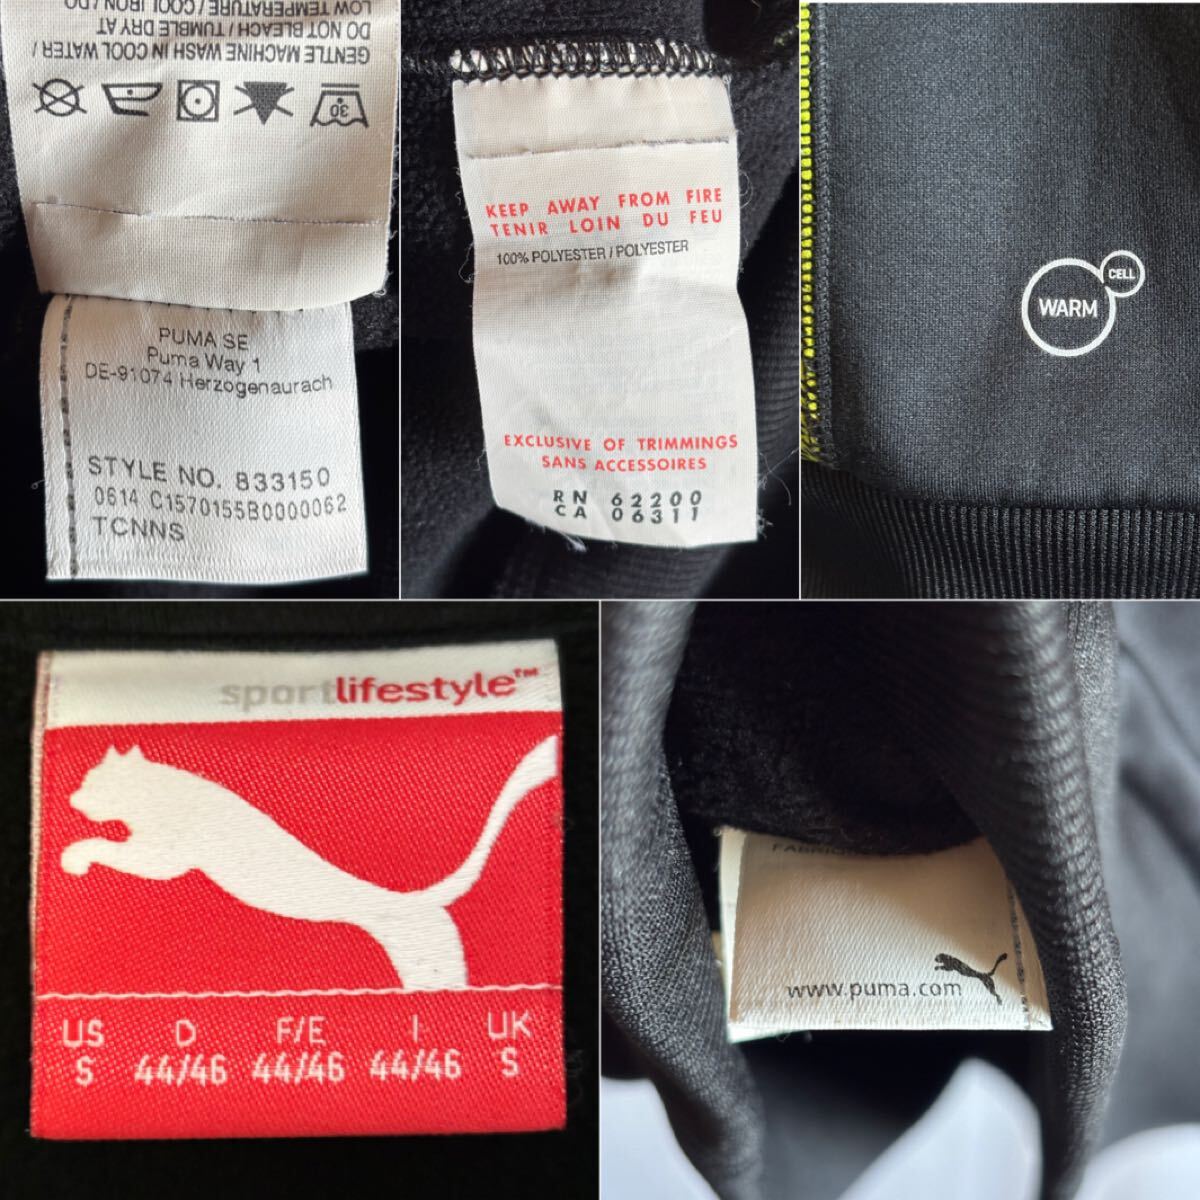 GENTLE MACHINE WASH IN COOL WATER /
DO NOT BLEACH / TUMBLE DRY AT
LOW TEMPERATURE / COOL IRON / DO
30
PUMA SE
Puma Way 1
DE-91074 Herzogenaurach
STYLE NO. 833150
0614 C1570155B0000062
TCNNS
KEEP AWAY FROM FIRE
TENIR LOIN DU FEU
100% POLYESTER / POLYESTER
EXCLUSIVE OF TRIMMINGS
SANS ACCESSOIRES
RN 62200
CA 06311
CELL
WARM
sportlifestyle™
US D F/E I UK
S 44/46 44/46 44/46 S
www.puma.com